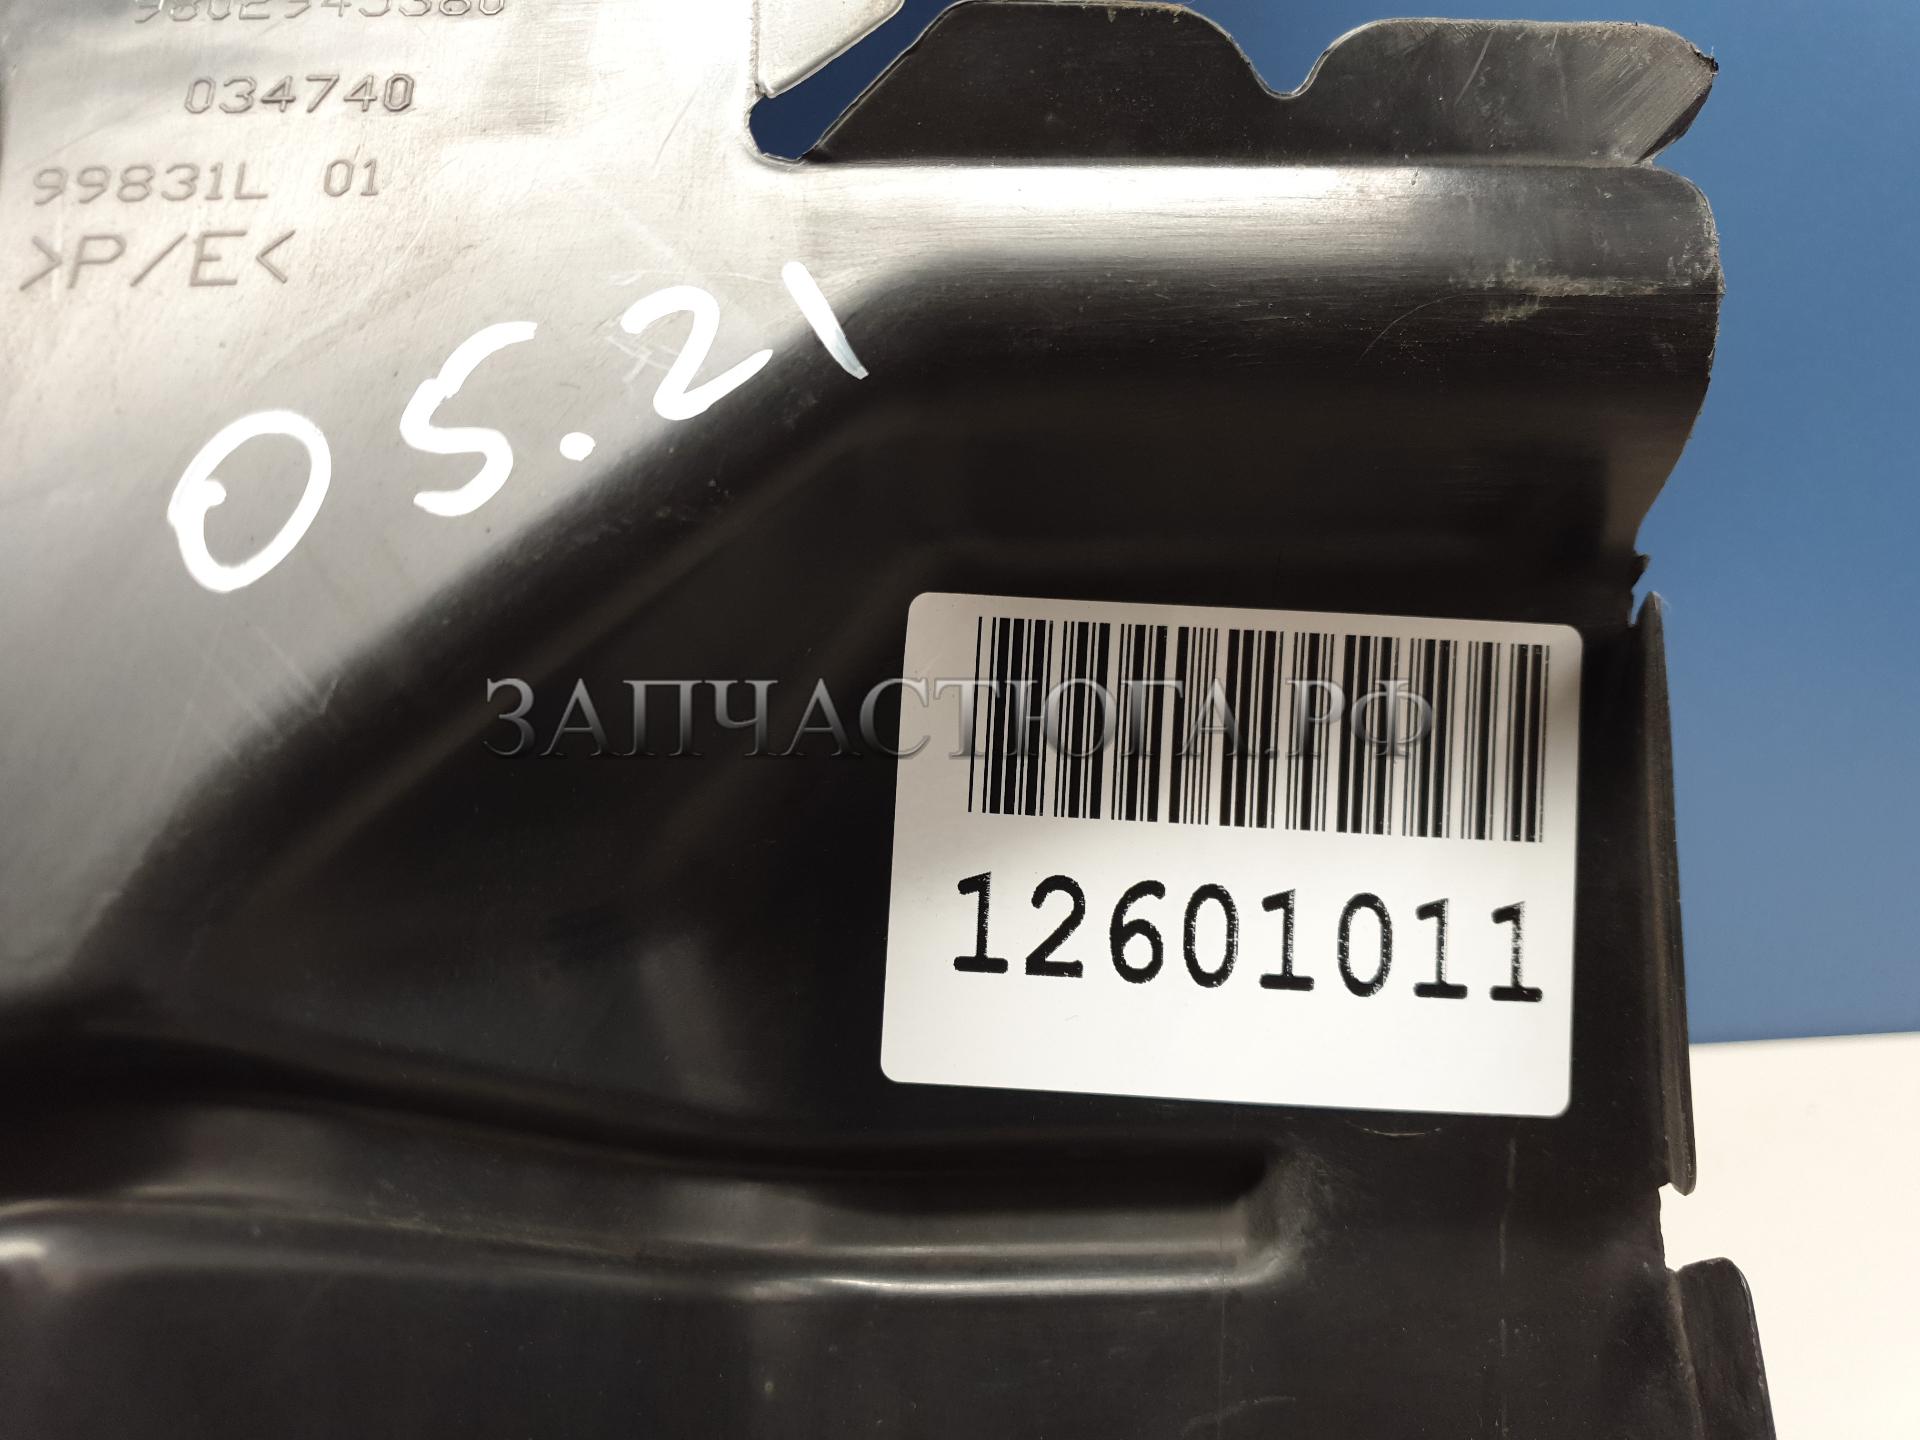 034740
99831L 01
>P/E<
05.21
ЗАПЧАСТЮГА.РФ
12601011